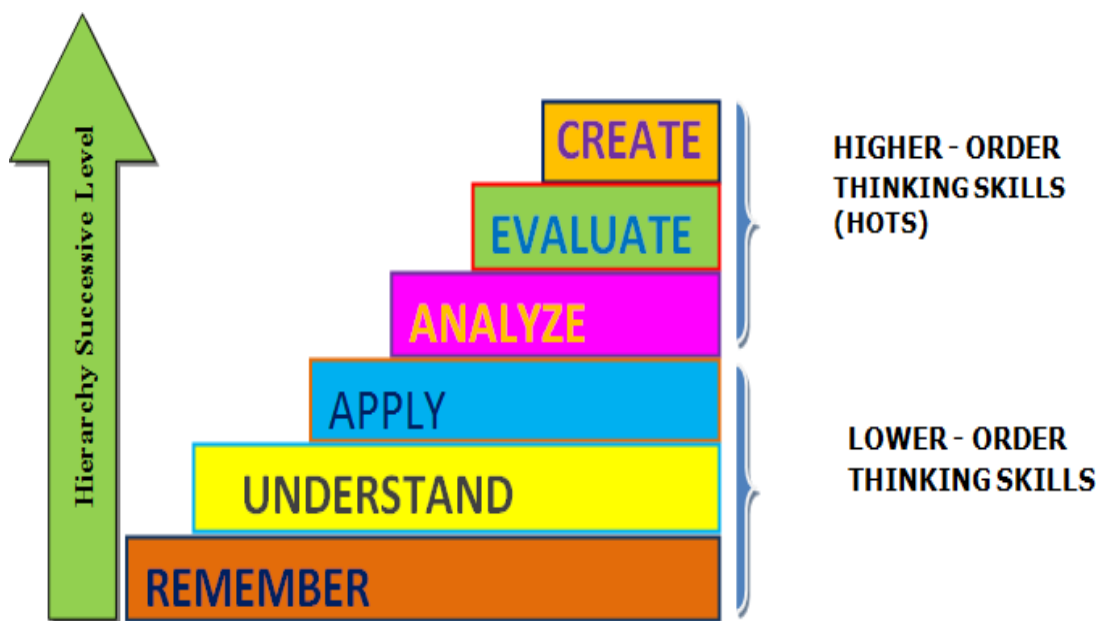 Hierarchy Successive Level
CREATE
EVALUATE
ANALYZE
APPLY
UNDERSTAND
REMEMBER
HIGHER - ORDER
THINKING SKILLS
(HOTS)
LOWER - ORDER
THINKING SKILLS